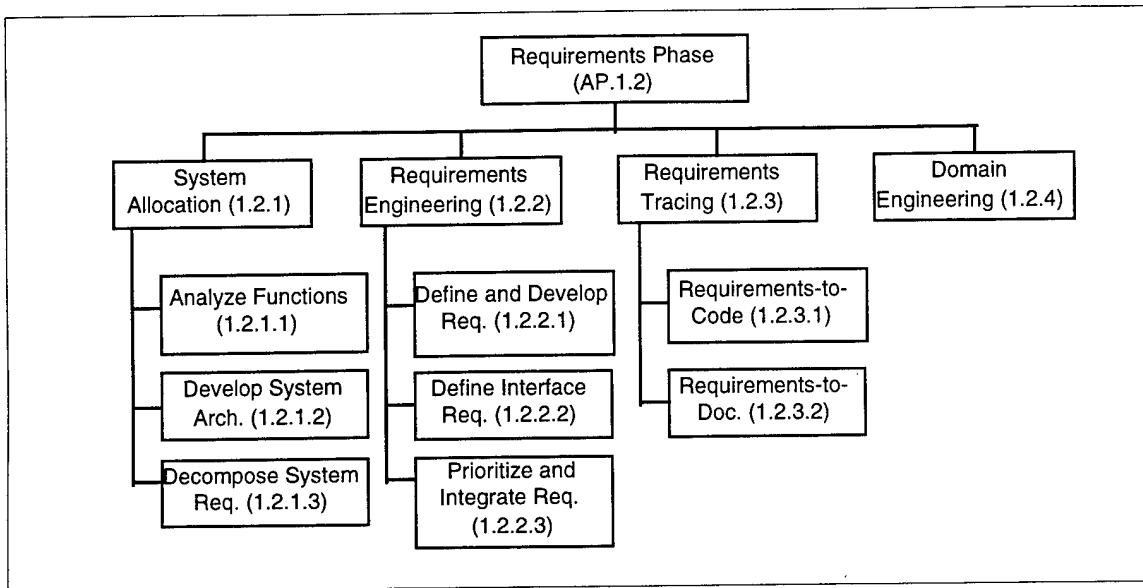 Requirements Phase
(AP.1.2)
System
Allocation (1.2.1)
Requirements
Engineering (1.2.2)
Requirements
Tracing (1.2.3)
Domain
Engineering (1.2.4)
Analyze Functions
(1.2.1.1)
Develop System
Arch. (1.2.1.2)
Decompose System
Req. (1.2.1.3)
Define and Develop
Req. (1.2.2.1)
Define Interface
Req. (1.2.2.2)
Prioritize and
Integrate Req.
(1.2.2.3)
Requirements-to-
Code (1.2.3.1)
Requirements-to-
Doc. (1.2.3.2)